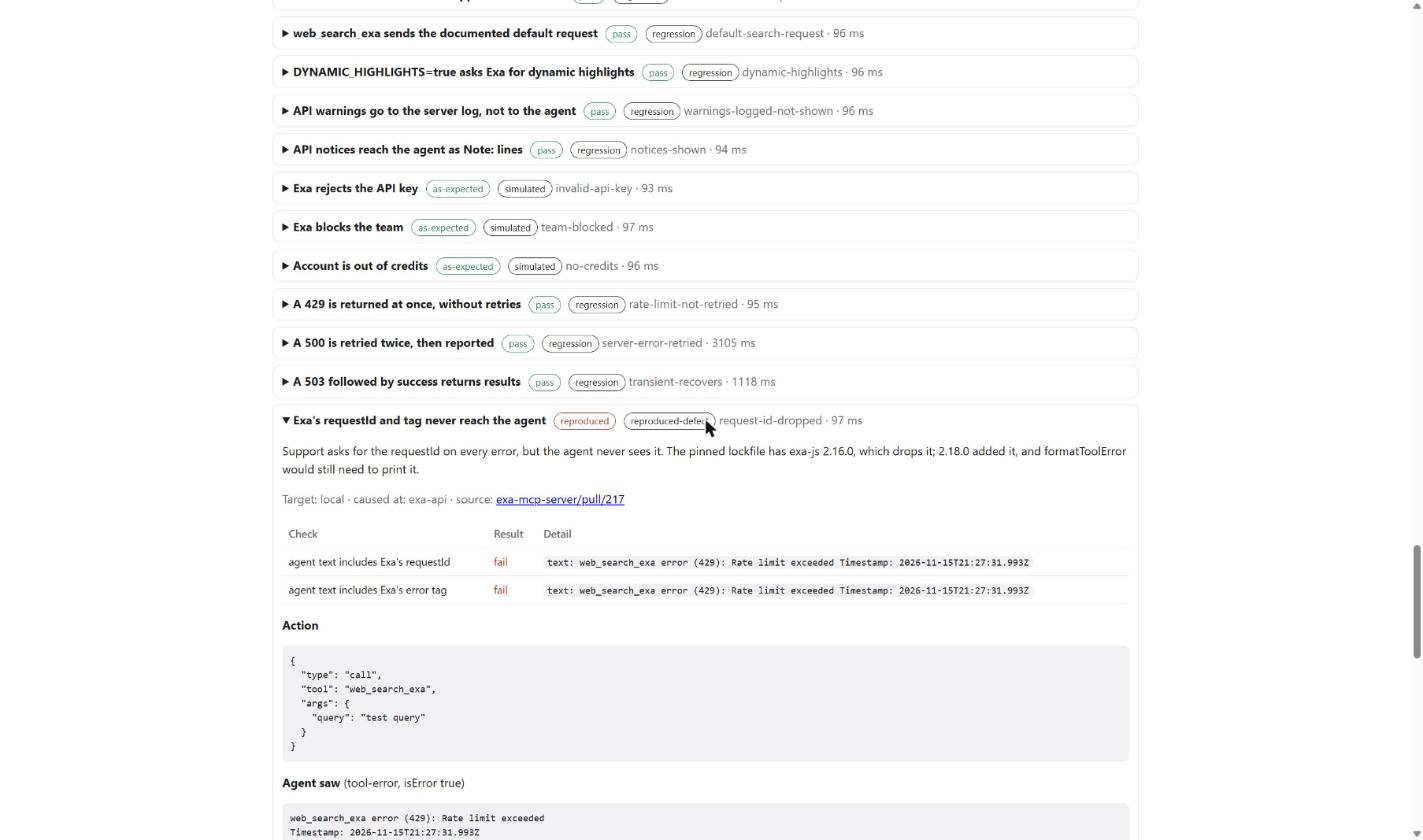 ▶ web_search_exa sends the documented default request pass regression default-search-request · 96 ms
▶ DYNAMIC_HIGHLIGHTS=true asks Exa for dynamic highlights pass regression dynamic-highlights · 96 ms
▶ API warnings go to the server log, not to the agent pass regression warnings-logged-not-shown · 96 ms
▶ API notices reach the agent as Note: lines pass regression notices-shown · 94 ms
▶ Exa rejects the API key as-expected simulated invalid-api-key · 93 ms
▶ Exa blocks the team as-expected simulated team-blocked · 97 ms
▶ Account is out of credits as-expected simulated no-credits · 96 ms
▶ A 429 is returned at once, without retries pass regression rate-limit-not-retried · 95 ms
▶ A 500 is retried twice, then reported pass regression server-error-retried · 3105 ms
▶ A 503 followed by success returns results pass regression transient-recovers · 1118 ms
▼ Exa's requestId and tag never reach the agent reproduced reproduced-defect request-id-dropped · 97 ms
Support asks for the requestId on every error, but the agent never sees it. The pinned lockfile has exa-js 2.16.0, which drops it; 2.18.0 added it, and formatToolError
would still need to print it.
Target: local · caused at: exa-api · source: exa-mcp-server/pull/217
Check Result Detail
agent text includes Exa's requestId fail text: web_search_exa error (429): Rate limit exceeded Timestamp: 2026-11-15T21:27:31.993Z
agent text includes Exa's error tag fail text: web_search_exa error (429): Rate limit exceeded Timestamp: 2026-11-15T21:27:31.993Z
Action
{
  "type": "call",
  "tool": "web_search_exa",
  "args": {
    "query": "test query"
  }
}
Agent saw (tool-error, isError true)
web_search_exa error (429): Rate limit exceeded
Timestamp: 2026-11-15T21:27:31.993Z